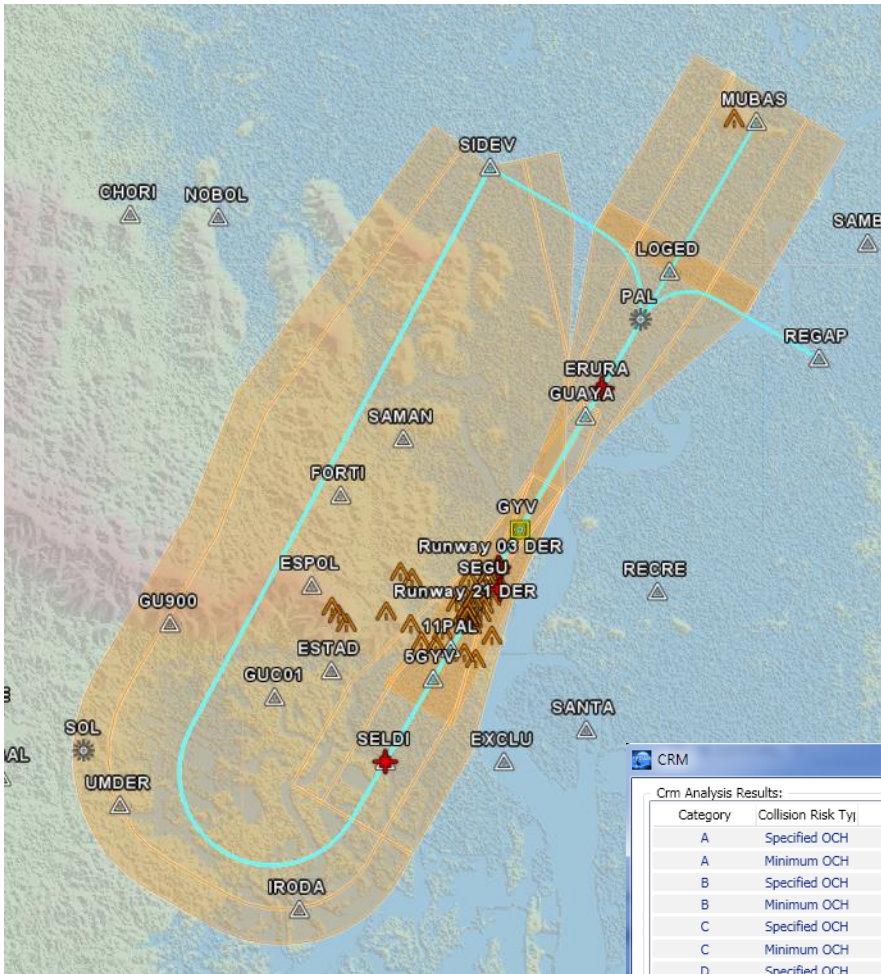 MUBAS
SIDEV
CHORI
NOBOL
LOGED
PAL
REGAP
ERURA
GUAYA
SAMAN
FORTI
GYV
Runway 03 DER
SEGU
Runway 21 DER
RECRE
ESPOL
GU900
11PAL
ESTAD
5GYV
GUC01
SANTA
SOL
SELDI
EXCLU
UMDER
IRODA
CRM
Crm Analysis Results:
Category Collision Risk
A Specified OCH
A Minimum OCH
B Specified OCH
B Minimum OCH
C Specified OCH
C Minimum OCH
D Specified OCH